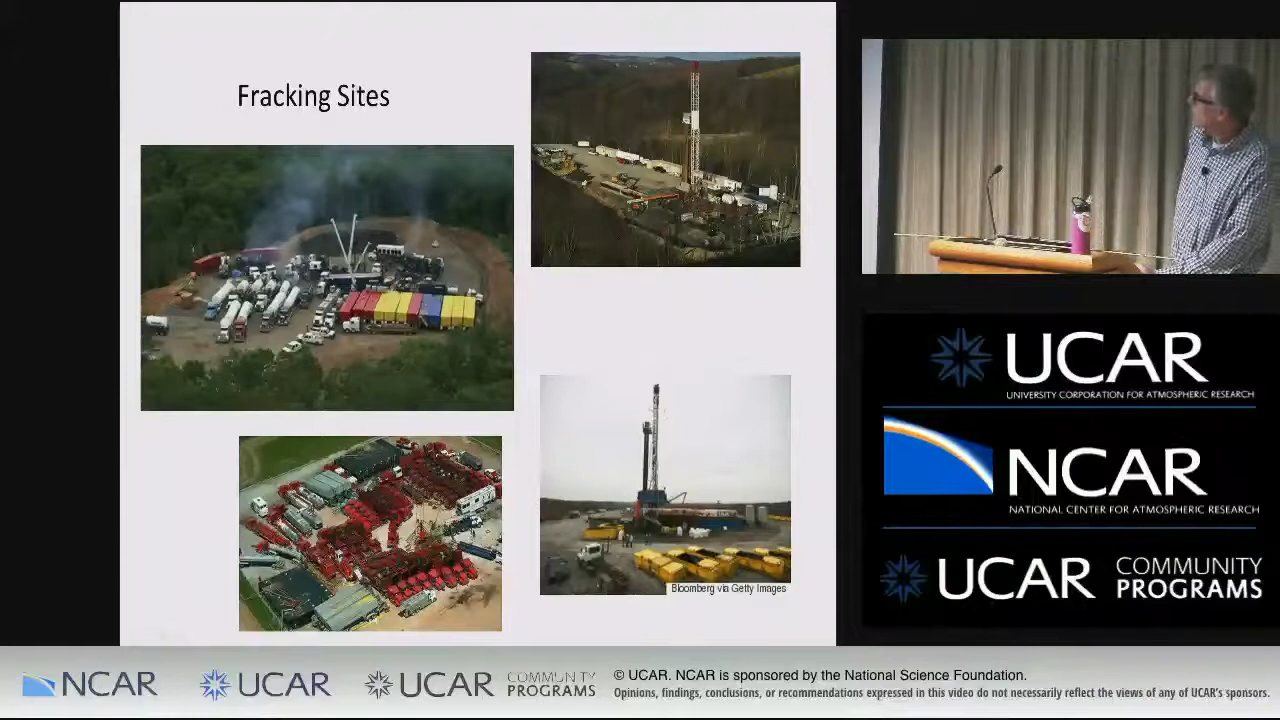 Fracking Sites
Bloomberg via Getty Images
UCAR
UNIVERSITY CORPORATION FOR ATMOSPHERIC RESEARCH
NCAR
NATIONAL CENTER FOR ATMOSPHERIC RESEARCH
UCAR COMMUNITY
PROGRAMS
NCAR UCAR UCAR COMMUNITY
PROGRAMS
© UCAR. NCAR is sponsored by the National Science Foundation.
Opinions, findings, conclusions, or recommendations expressed in this video do not necessarily reflect the views of any of UCAR's sponsors.